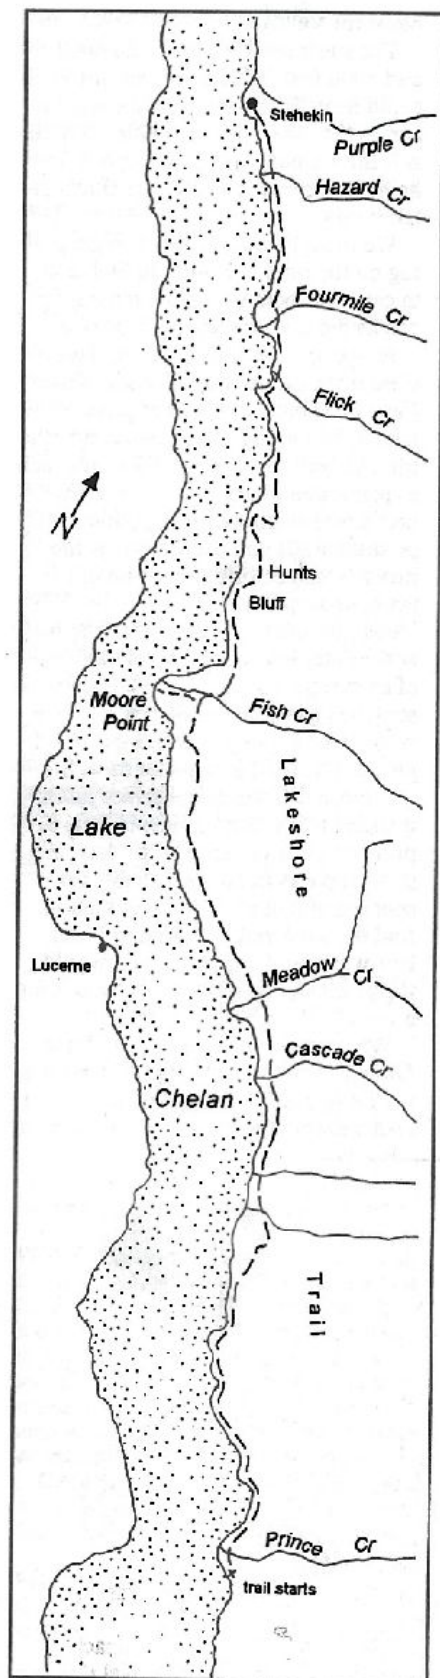 Stehekin
Purple Cr
Hazard Cr
Fourmile Cr
Flick Cr
N
Hunts
Bluff
Moore
Point
Fish Cr
Lakeshore
Lake
Lucerne
Meadow Cr
Cascade Cr
Chelan
Trail
Prince Cr
trail starts